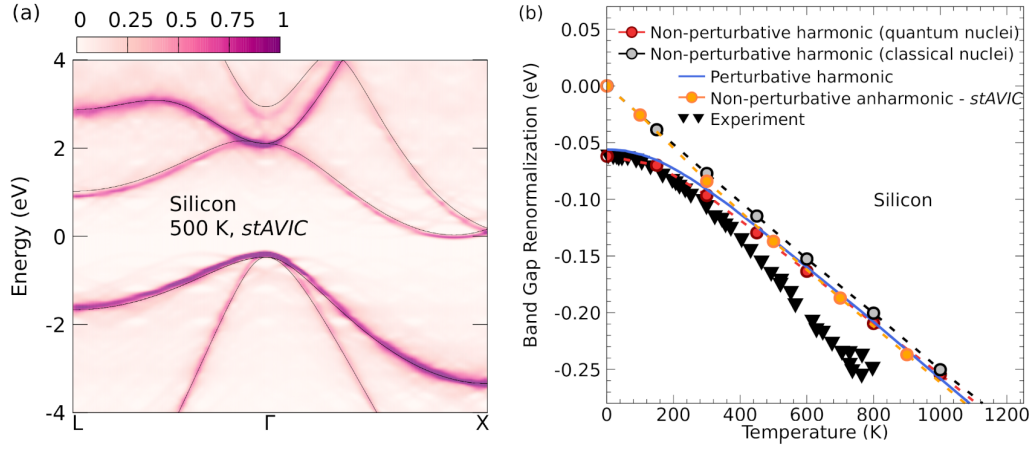 (a)
0 0.25 0.5 0.75 1
4
2
0
-2
-4
Energy (eV)
Silicon
500 K, stAVIC
L Γ X
(b)
0.05
0.00
-0.05
-0.10
-0.15
-0.20
-0.25
Band Gap Renormalization (eV)
Non-perturbative harmonic (quantum nuclei)
Non-perturbative harmonic (classical nuclei)
Perturbative harmonic
Non-perturbative anharmonic - stAVIC
Experiment
Silicon
0 200 400 600 800 1000 1200
Temperature (K)